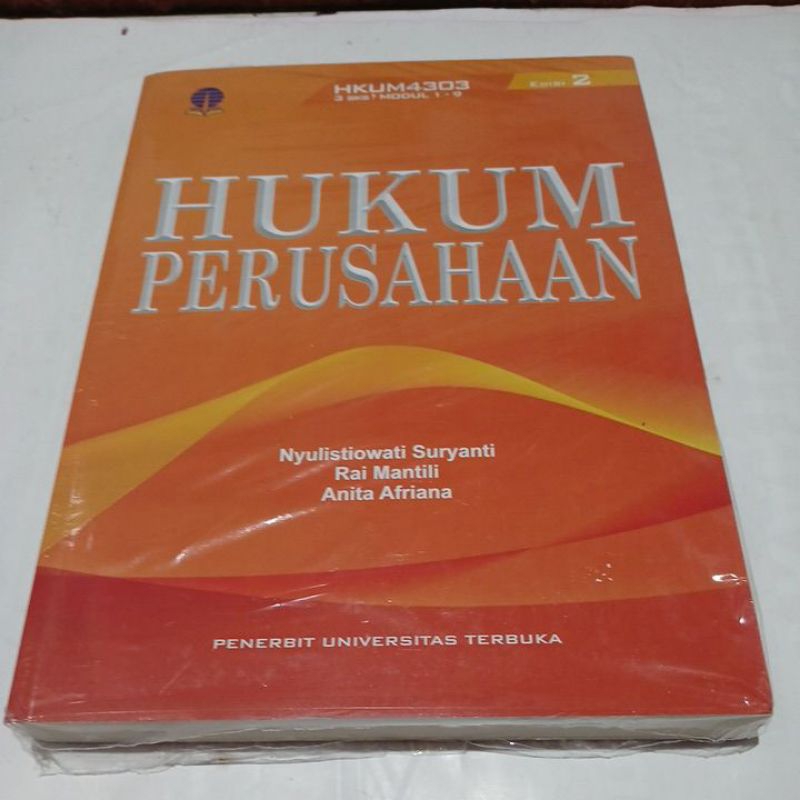 HKUM4303
3 sks / MODUL 1 - 9
Edisi 2
HUKUM
PERUSAHAAN
Nyulistiowati Suryanti
Rai Mantili
Anita Afriana
PENERBIT UNIVERSITAS TERBUKA